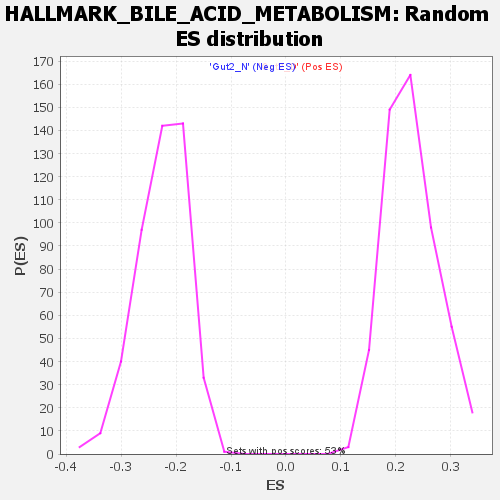 HALLMARK_BILE_ACID_METABOLISM: Random
ES distribution
'Gut2_N' (Neg ES)' (Pos ES)
170
160
150
140
130
120
110
100
90
80
70
60
50
40
30
20
10
0
P(ES)
Sets with pos scores: 53%
-0.4 -0.3 -0.2 -0.1 0.0 0.1 0.2 0.3
ES